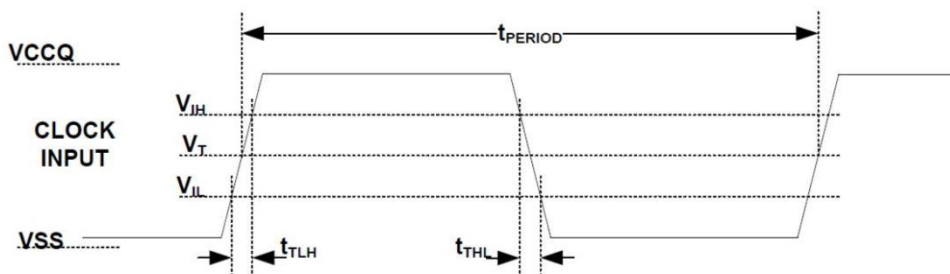 tPERIOD
VCCQ
VIH
CLOCK
INPUT
VT
VIL
VSS
tTLH
tTHL